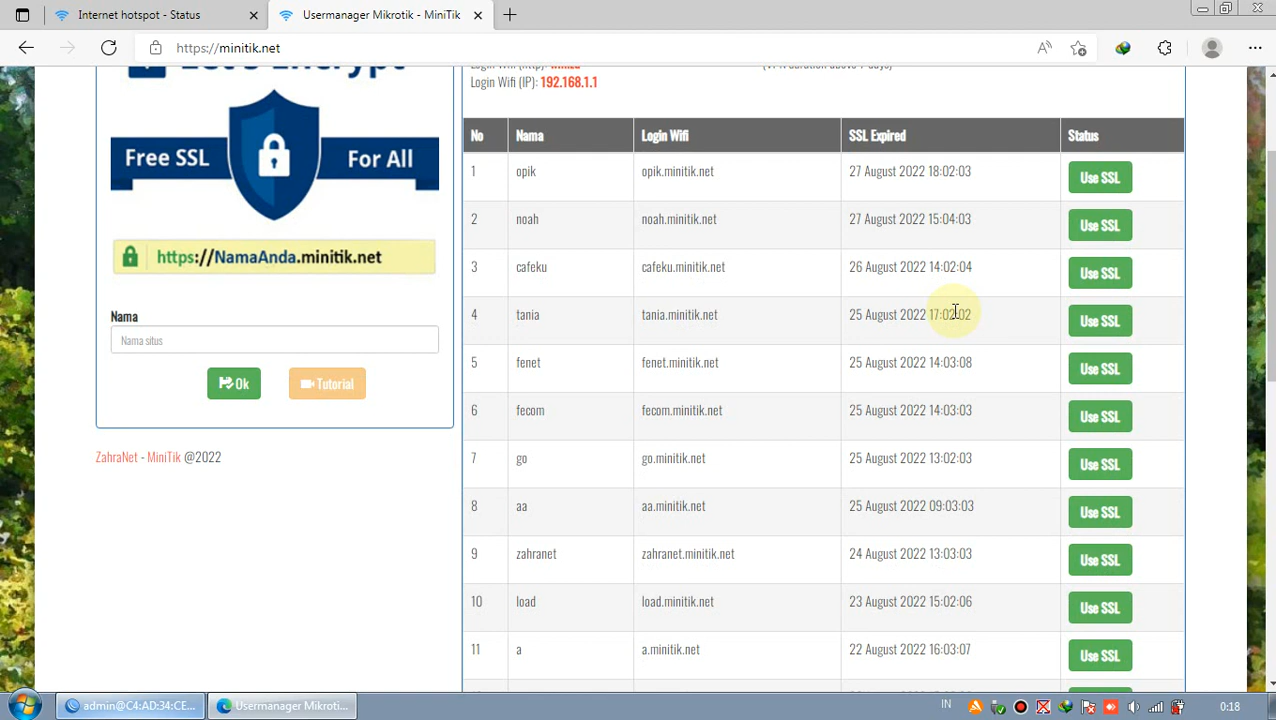 Internet - Status
Usermanager Mikrotik - Minitik
https://minitik.net
Let's Encrypt
Free SSL
For All
https://NamaAnda.minitik.net
Nama
Nama situs
Ok
Tutorial
ZahraNet - MiniTik @2022
Login Wifi (IP): 192.168.1.1
No Nama Login Wifi SSL Expired Status
1 opik opik.minitik.net 27 August 2022 18:02:03 Use SSL
2 noah noah.minitik.net 27 August 2022 15:04:03 Use SSL
3 cafeku cafeku.minitik.net 26 August 2022 14:02:04 Use SSL
4 tania tania.minitik.net 25 August 2022 17:02:02 Use SSL
5 fenet fenet.minitik.net 25 August 2022 14:03:08 Use SSL
6 fecom fecom.minitik.net 25 August 2022 14:03:03 Use SSL
7 go go.minitik.net 25 August 2022 13:02:03 Use SSL
8 aa aa.minitik.net 25 August 2022 09:03:03 Use SSL
9 zahranet zahranet.minitik.net 24 August 2022 13:03:03 Use SSL
10 load load.minitik.net 23 August 2022 15:02:06 Use SSL
11 a a.minitik.net 22 August 2022 16:03:07 Use SSL
admin@C4:AD:34:CE...
Usermanager Mikroti...
IN
0:18